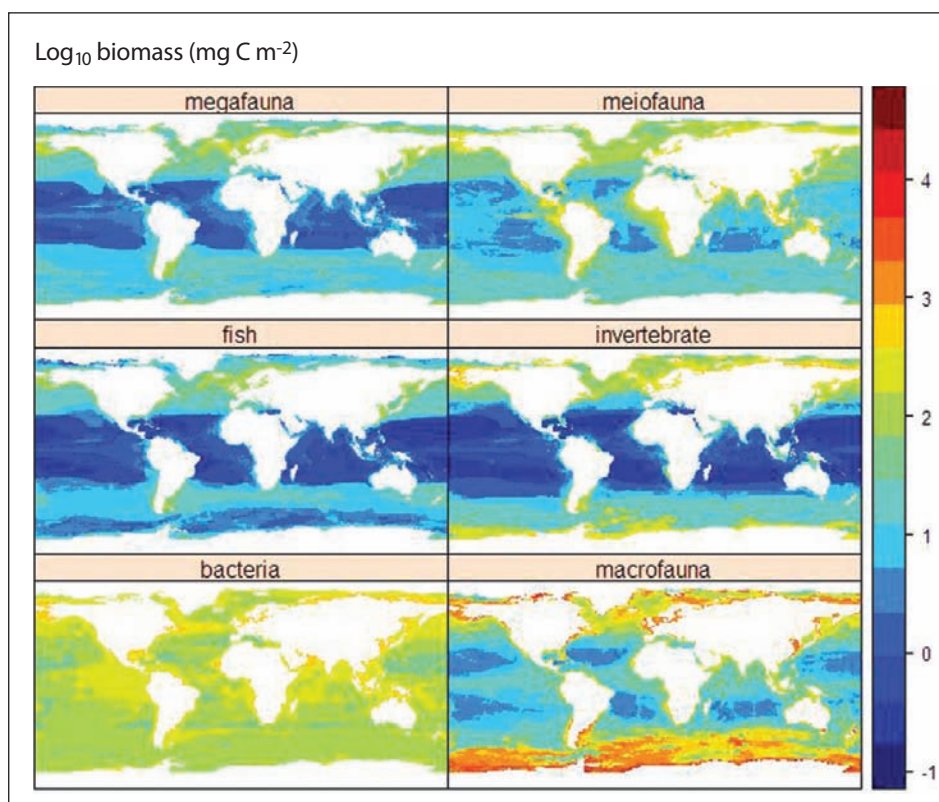 Log₁₀ biomass (mg C m⁻²)
megafauna meiofauna
fish invertebrate
bacteria macrofauna
4
3
2
1
0
-1